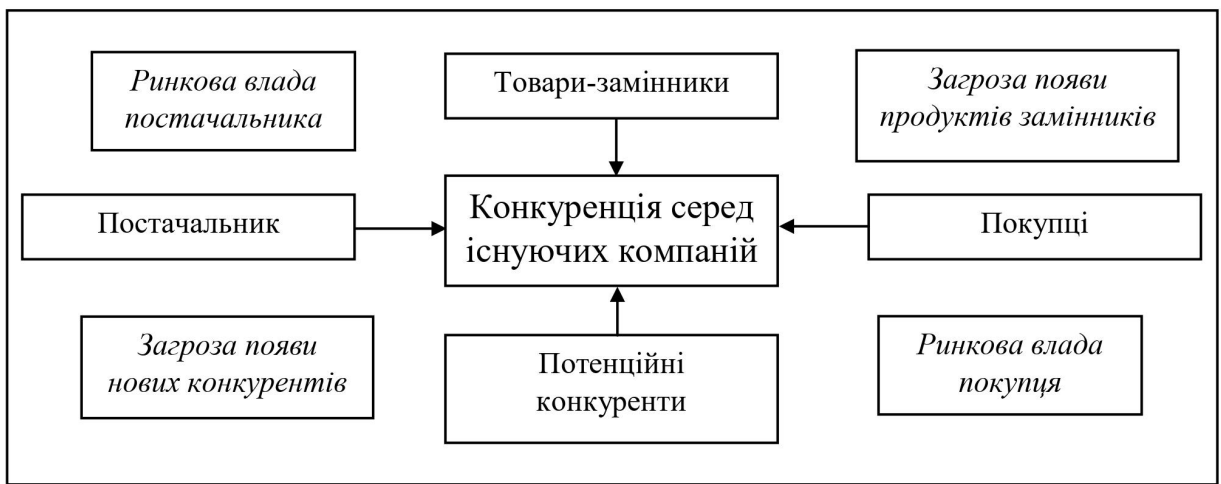 Ринкова влада
постачальника
Товари-замінники
Загроза появи
продуктів замінників
Постачальник
Конкуренція серед
існуючих компаній
Покупці
Загроза появи
нових конкурентів
Потенційні
конкуренти
Ринкова влада
покупця